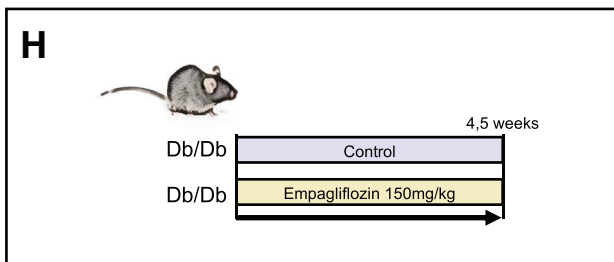 H
4,5 weeks
Db/Db Control
Db/Db Empagliflozin 150mg/kg